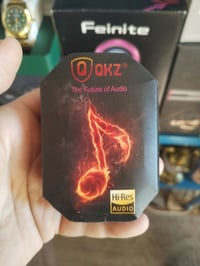 Feinite
QKZ®
The Future of Audio
Hi-Res
AUDIO